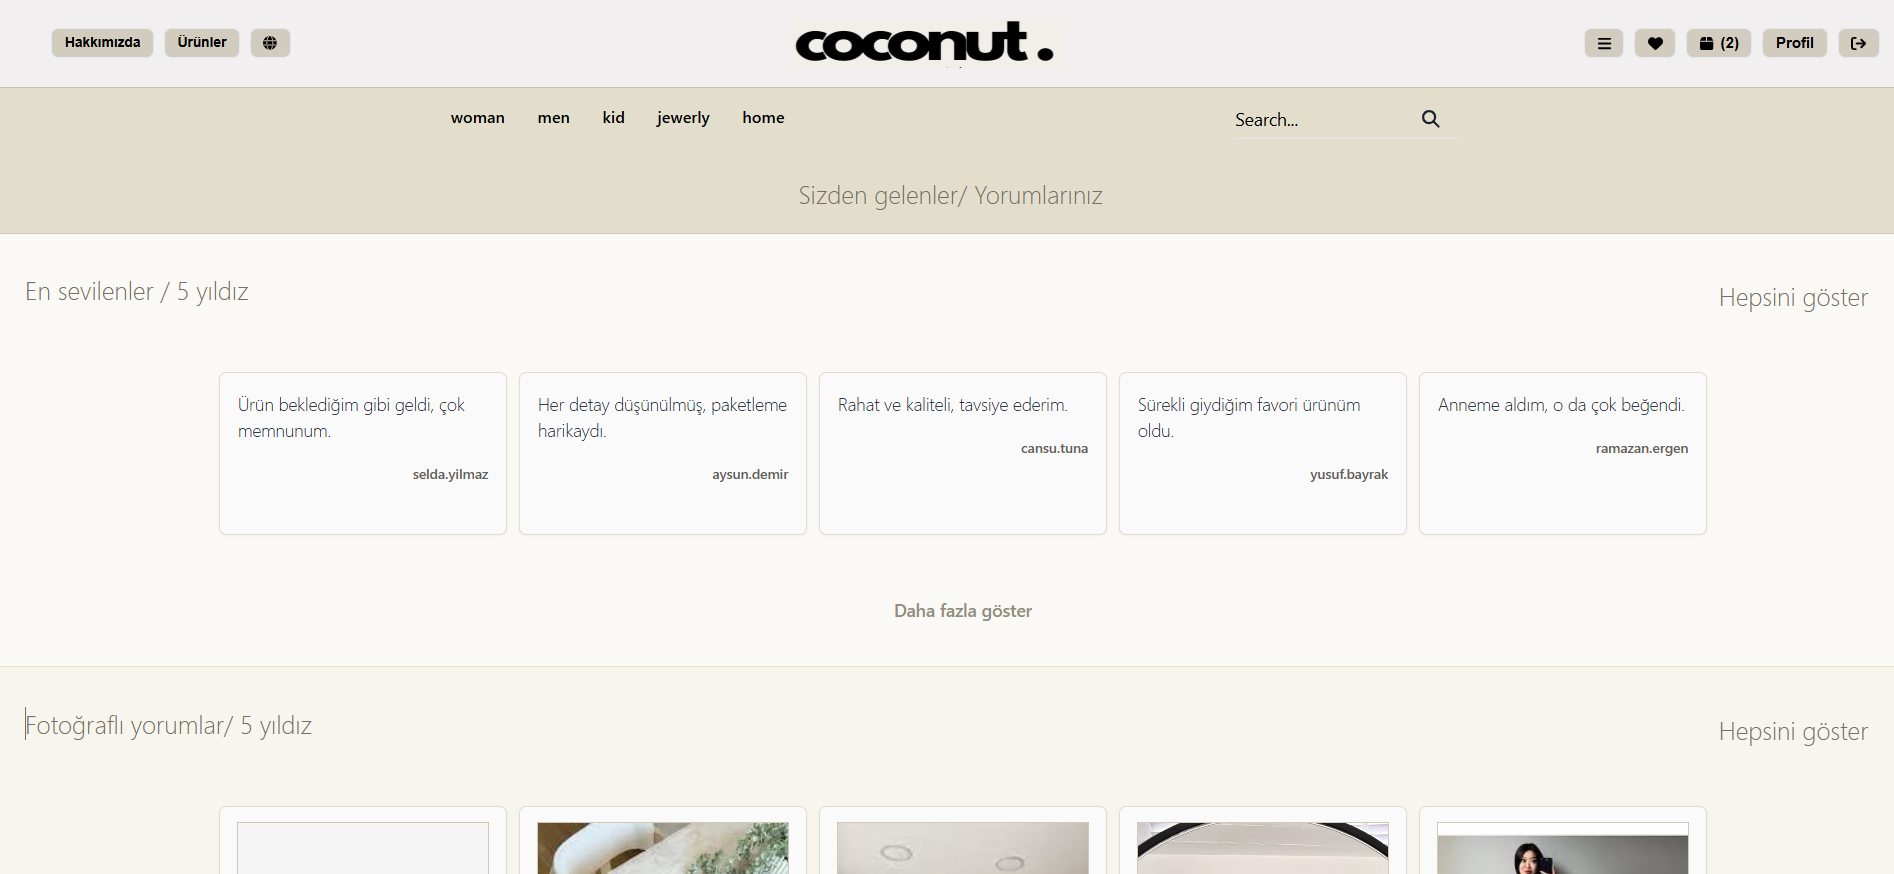 Hakkımızda Ürünler coconut. (2) Profil
woman men kid jewerly home Search...
Sizden gelenler/ Yorumlarınız
En sevilenler / 5 yıldız
Hepsini göster
Ürün beklediğim gibi geldi, çok
memnunum.
selda.yilmaz
Her detay düşünülmüş, paketleme
harikaydı.
aysun.demir
Rahat ve kaliteli, tavsiye ederim.
cansu.tuna
Sürekli giydiğim favori ürünüm
oldu.
yusuf.bayrak
Anneme aldım, o da çok beğendi.
ramazan.ergen
Daha fazla göster
Fotoğraflı yorumlar/ 5 yıldız
Hepsini göster